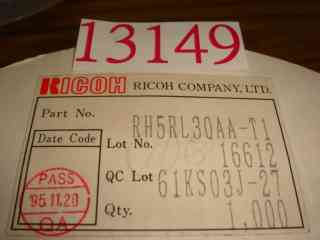 13149
RICOH RICOH COMPANY, LTD.
Part No. RH5RL30AA-T1
Date Code
Lot No. 16612
QC Lot 61KS03J-27
Qty. 1,000
PASS
'95.11.20
QA